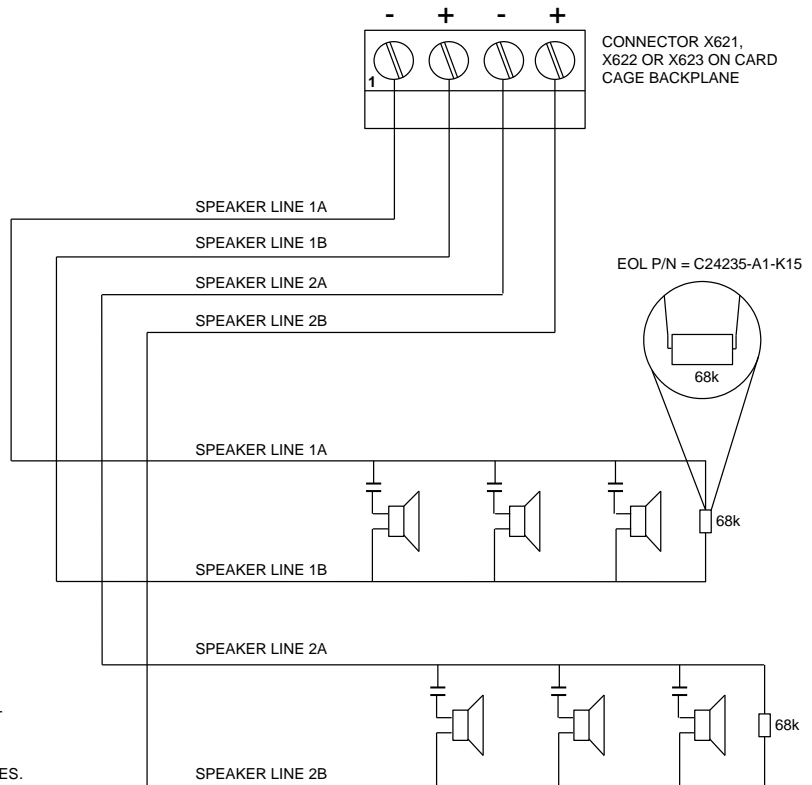 - + - +
CONNECTOR X621,
X622 OR X623 ON CARD
CAGE BACKPLANE
1
SPEAKER LINE 1A
SPEAKER LINE 1B
EOL P/N = C24235-A1-K15
SPEAKER LINE 2A
SPEAKER LINE 2B
68k
SPEAKER LINE 1A
68k
SPEAKER LINE 1B
SPEAKER LINE 2A
68k
ES.
SPEAKER LINE 2B